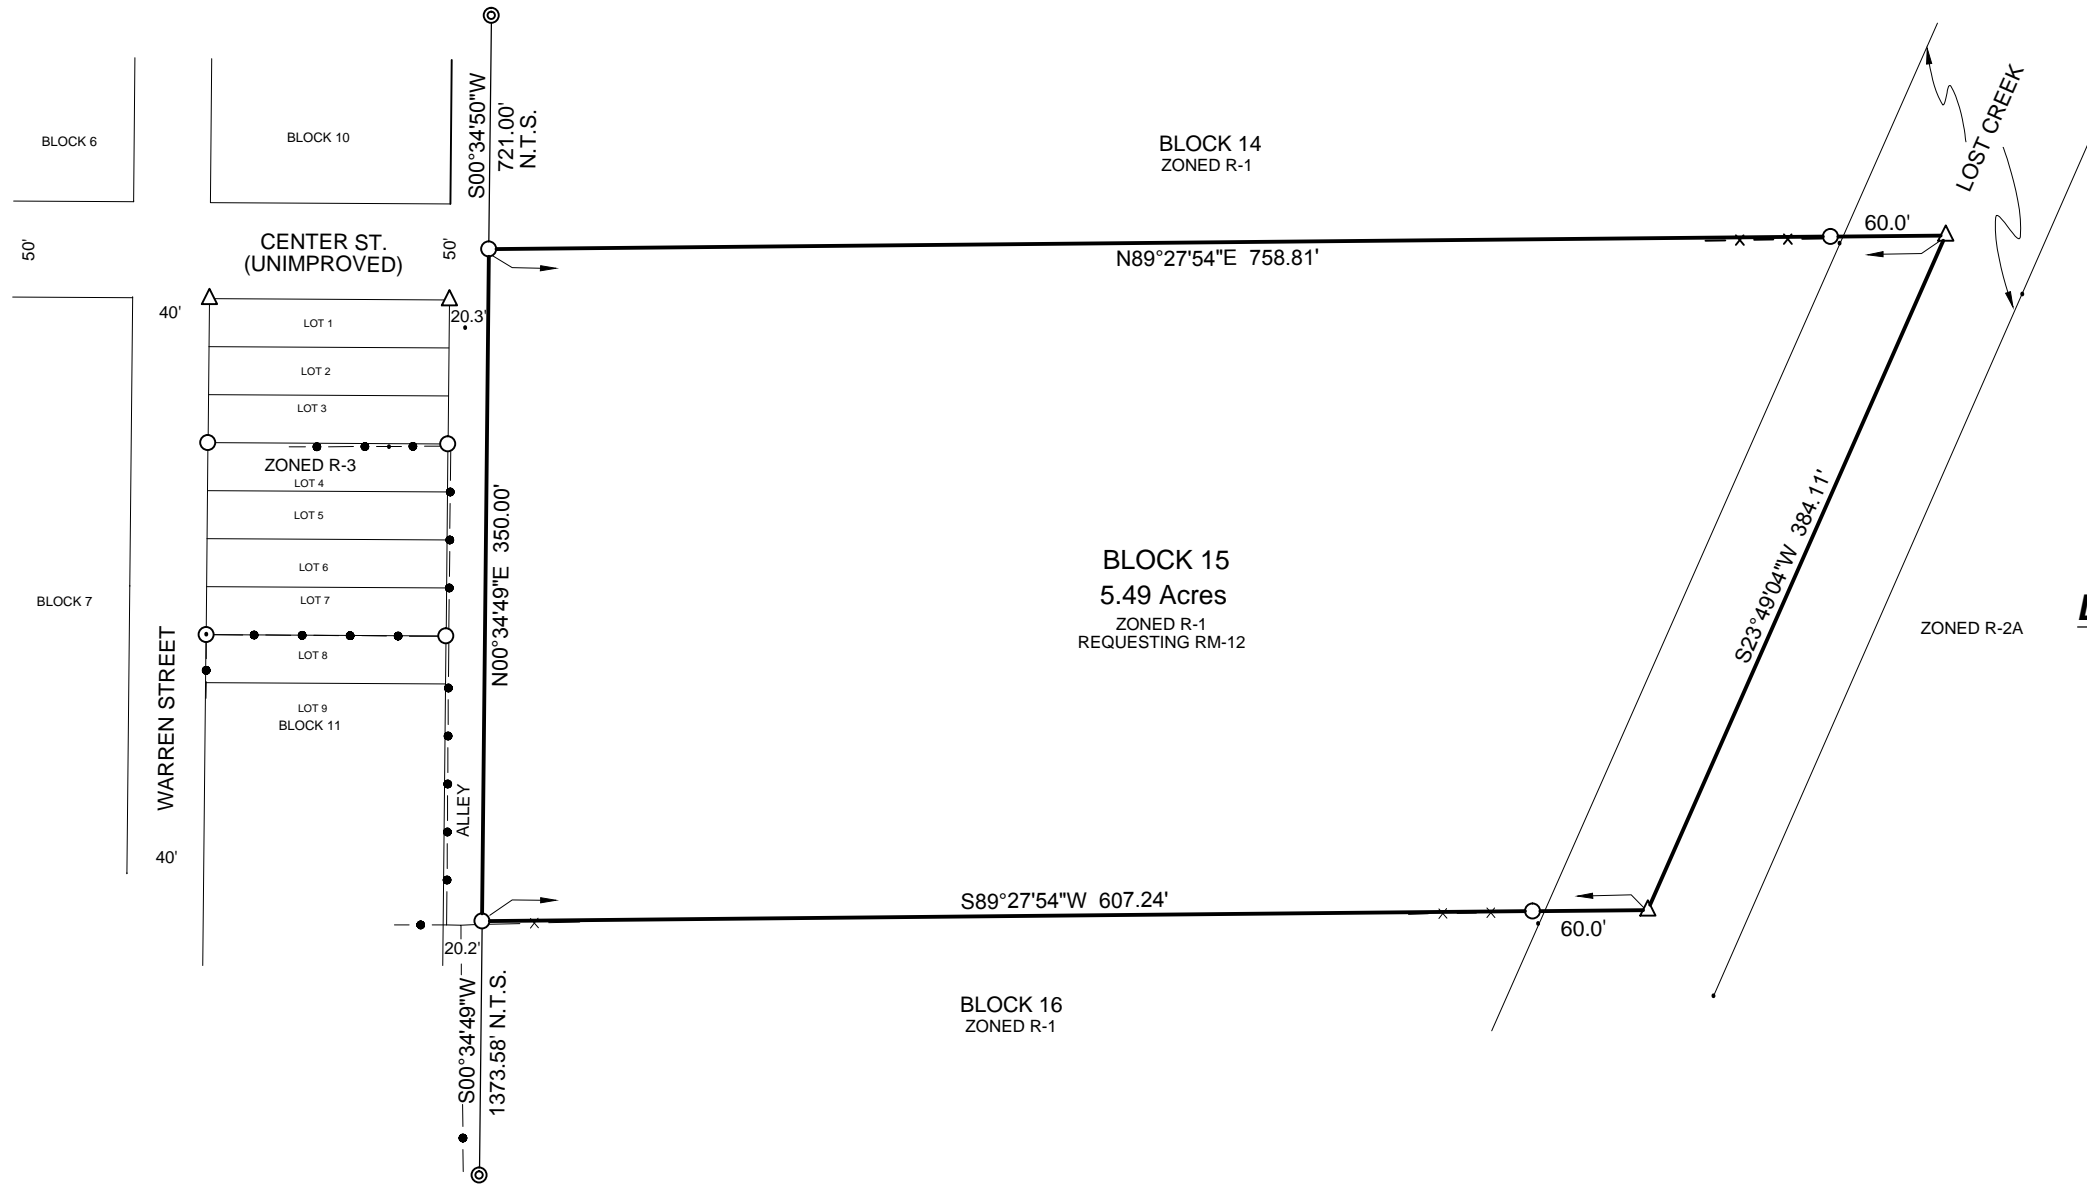 S00°34'50"W
721.00'
N.T.S.
BLOCK 6
BLOCK 10
BLOCK 14
ZONED R-1
LOST CREEK
50'
CENTER ST.
(UNIMPROVED)
50'
60.0'
N89°27'54"E 758.81'
40'
20.3'
LOT 1
LOT 2
LOT 3
ZONED R-3
LOT 4
LOT 5
LOT 6
LOT 7
LOT 8
LOT 9
BLOCK 11
BLOCK 7
WARREN STREET
40'
ALLEY
N00°34'49"E 350.00'
BLOCK 15
5.49 Acres
ZONED R-1
REQUESTING RM-12
S23°49'04"W 384.11'
ZONED R-2A
S89°27'54"W 607.24'
60.0'
20.2'
S00°34'49"W
1373.58' N.T.S.
BLOCK 16
ZONED R-1